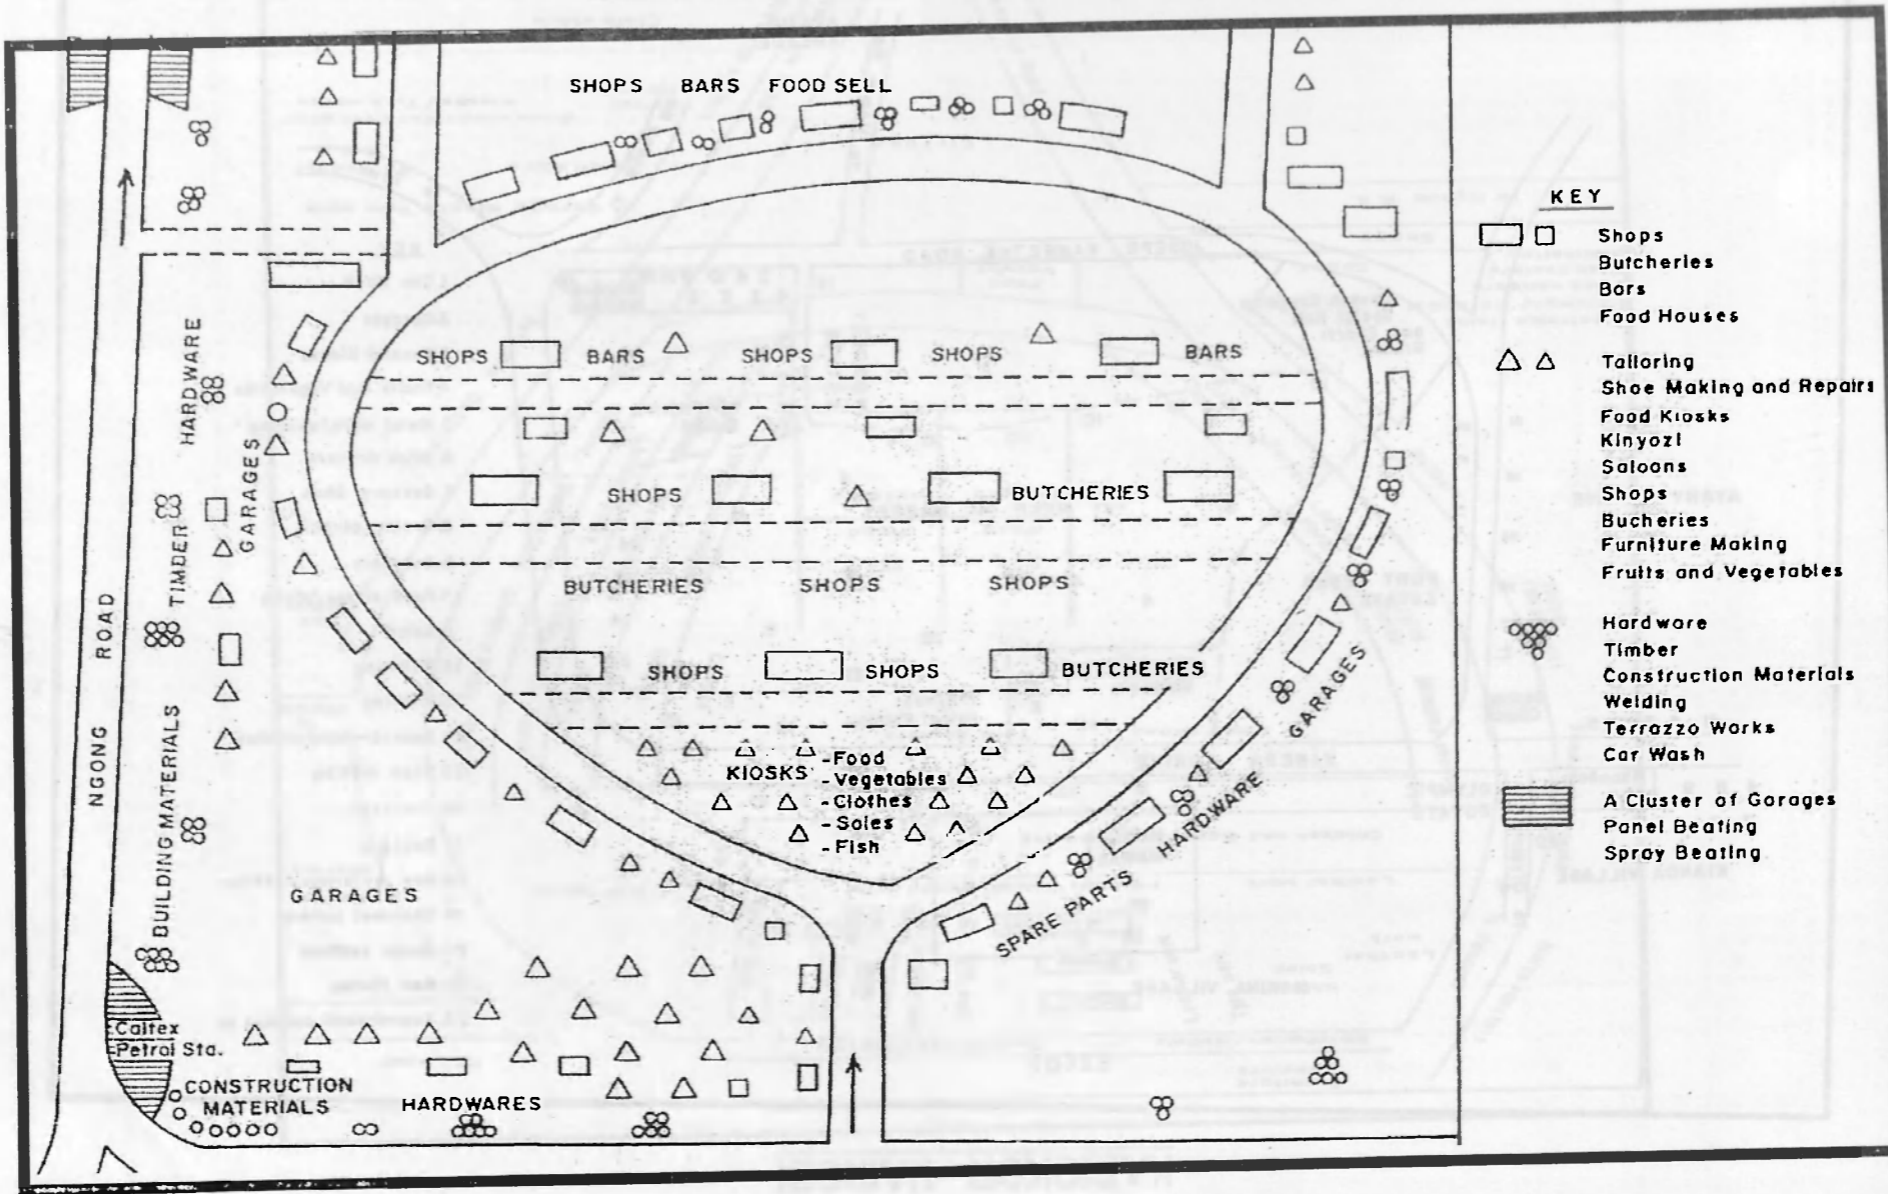 SHOPS BARS FOOD SELL
KEY
Shops
Butcheries
Bars
Food Houses
Tailoring
Shoe Making and Repairs
Food Kiosks
Kinyozi
Saloons
Shops
Bucheries
Furniture Making
Fruits and Vegetables
Hardware
Timber
Construction Materials
Welding
Terrazzo Works
Car Wash
A Cluster of Garages
Panel Beating
Spray Beating
SHOPS BARS SHOPS SHOPS BARS
SHOPS BUTCHERIES
BUTCHERIES SHOPS SHOPS
SHOPS SHOPS BUTCHERIES
KIOSKS
-Food
-Vegetables
-Clothes
-Soles
-Fish
HARDWARE
GARAGES
TIMBER
NGONG ROAD
BUILDING MATERIALS
GARAGES
GARAGES
HARDWARE
SPARE PARTS
Caltex
Petrol Sta.
CONSTRUCTION
MATERIALS
HARDWARES